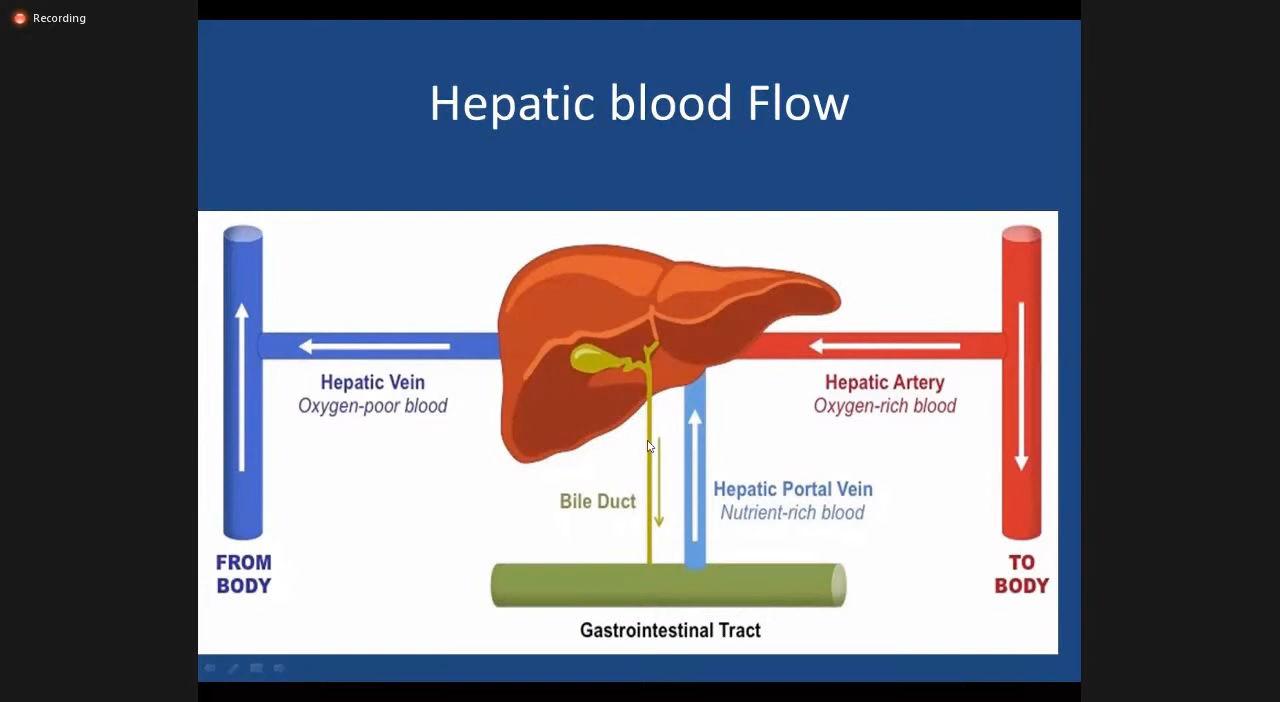 Recording
Hepatic blood Flow
Hepatic Vein
Oxygen-poor blood
Hepatic Artery
Oxygen-rich blood
Bile Duct
Hepatic Portal Vein
Nutrient-rich blood
FROM
BODY
TO
BODY
Gastrointestinal Tract